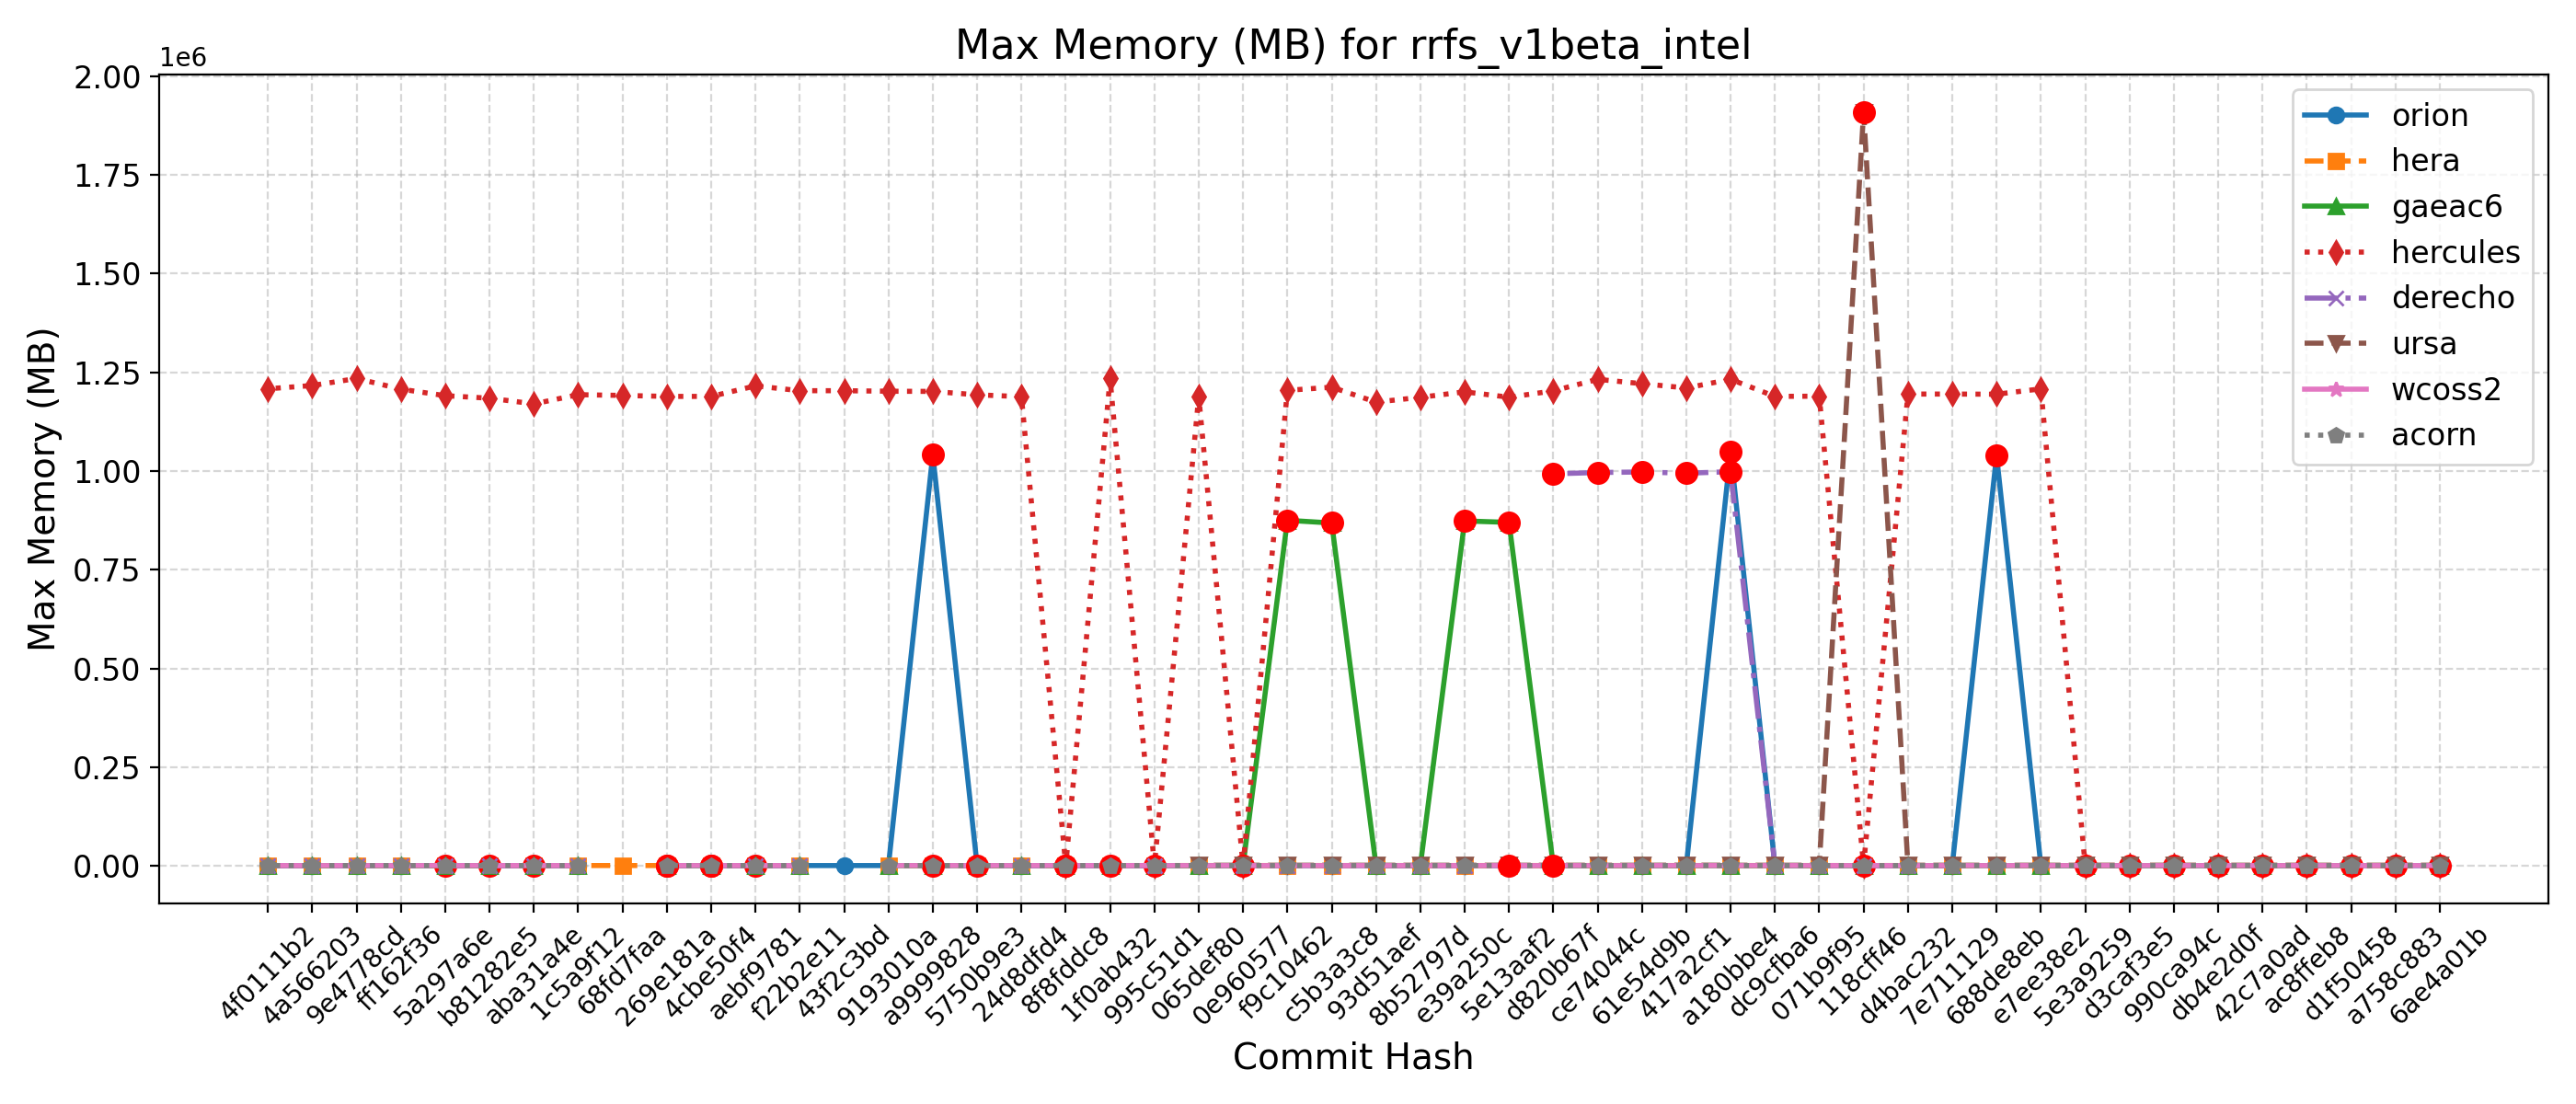 Max Memory (MB) for rrfs_v1beta_intel
1e6
2.00
1.75
1.50
1.25
1.00
0.75
0.50
0.25
0.00
Max Memory (MB)
orion
hera
gaeac6
hercules
derecho
ursa
wcoss2
acorn
4f0111b2
4a566203
9e4778cd
ff162f36
5a297a6e
b81282e5
aba31a4e
1c5a9f12
68fd7faa
269e181a
4cbe50f4
aebf9781
f22b2e11
43f2c3bd
9193010a
a9999828
5750b9e3
24d8dfd4
8f8fddc8
1f0ab432
995c51d1
065def80
0e960577
f9c10462
c5b3a3c8
93d51aef
8b52797d
e39a250c
5e13aaf2
d820b67f
ce74044c
61e54d9b
417a2cf1
a180bbe4
dc9cfba6
071b9f95
118cff46
d4bac232
7e711129
688de8eb
e7ee38e2
5e3a9259
d3caf3e5
990ca94c
db4e2d0f
42c7a0ad
ac8ffeb8
d1f50458
a758c883
6ae4a01b
Commit Hash